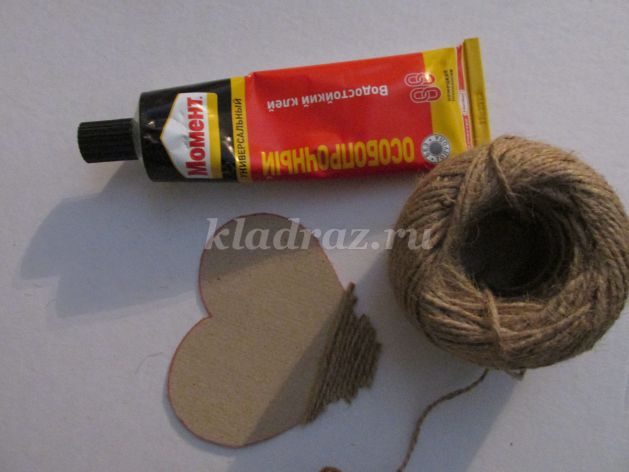 Момент
УНИВЕРСАЛЬНЫЙ
ОСОБОПРОЧНЫЙ
Водостойкий клей
kladraz.ru